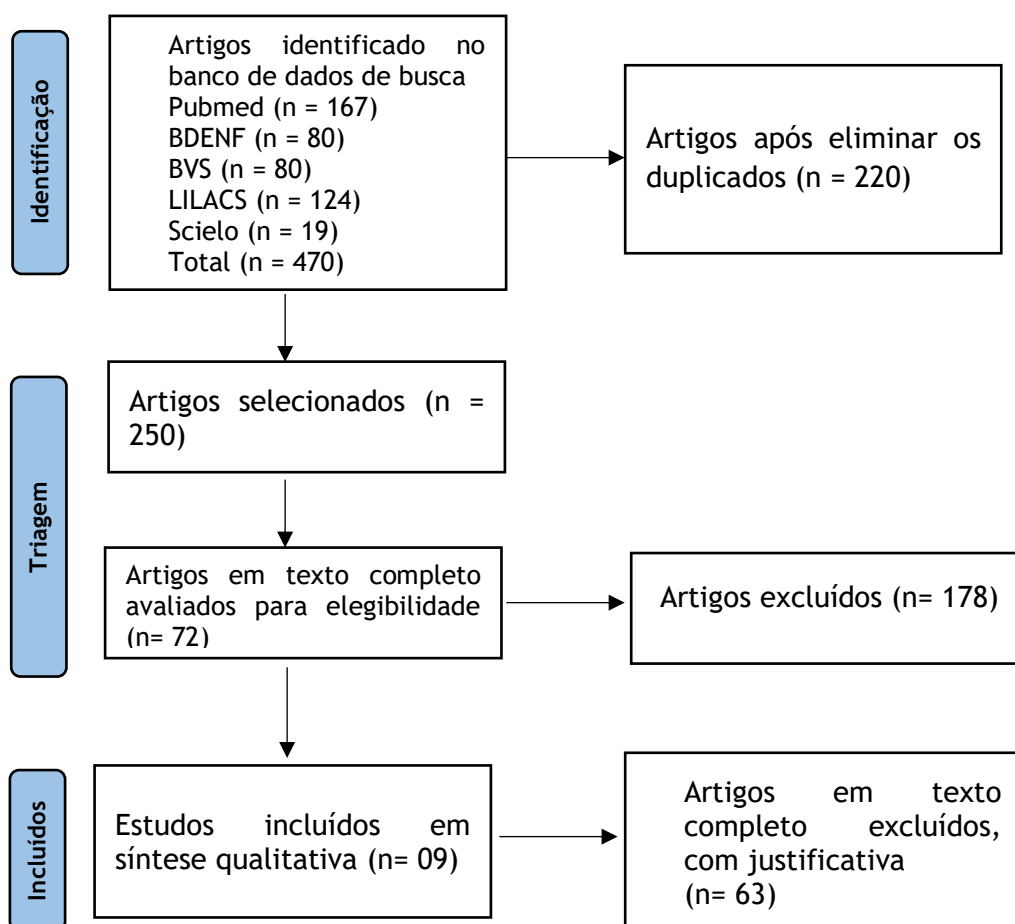 Identificação
Artigos identificado no
banco de dados de busca
Pubmed (n = 167)
BDENF (n = 80)
BVS (n = 80)
LILACS (n = 124)
Scielo (n = 19)
Total (n = 470)
Artigos após eliminar os
duplicados (n = 220)
Triagem
Artigos selecionados (n =
250)
Artigos em texto completo
avaliados para elegibilidade
(n= 72)
Artigos excluídos (n= 178)
Incluídos
Estudos incluídos em
síntese qualitativa (n= 09)
Artigos em texto
completo excluídos,
com justificativa
(n= 63)